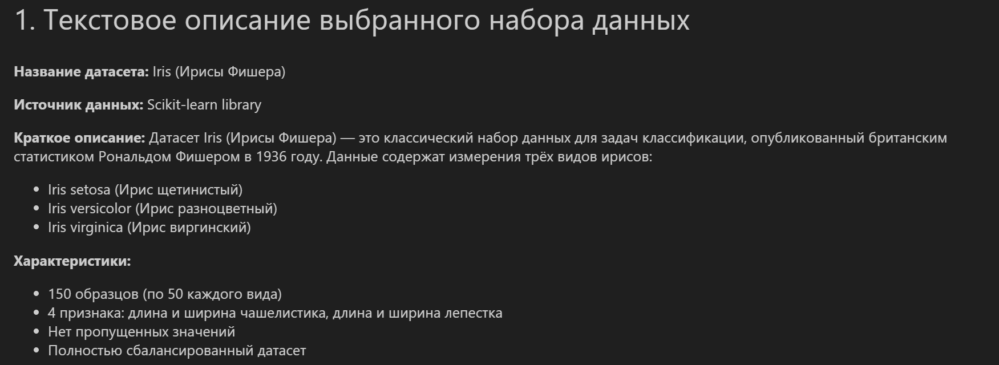 1. Текстовое описание выбранного набора данных
Название датасета: Iris (Ирисы Фишера)
Источник данных: Scikit-learn library
Краткое описание: Датасет Iris (Ирисы Фишера) — это классический набор данных для задач классификации, опубликованный британским
статистиком Рональдом Фишером в 1936 году. Данные содержат измерения трёх видов ирисов:
• Iris setosa (Ирис щетинистый)
• Iris versicolor (Ирис разноцветный)
• Iris virginica (Ирис виргинский)
Характеристики:
• 150 образцов (по 50 каждого вида)
• 4 признака: длина и ширина чашелистика, длина и ширина лепестка
• Нет пропущенных значений
• Полностью сбалансированный датасет